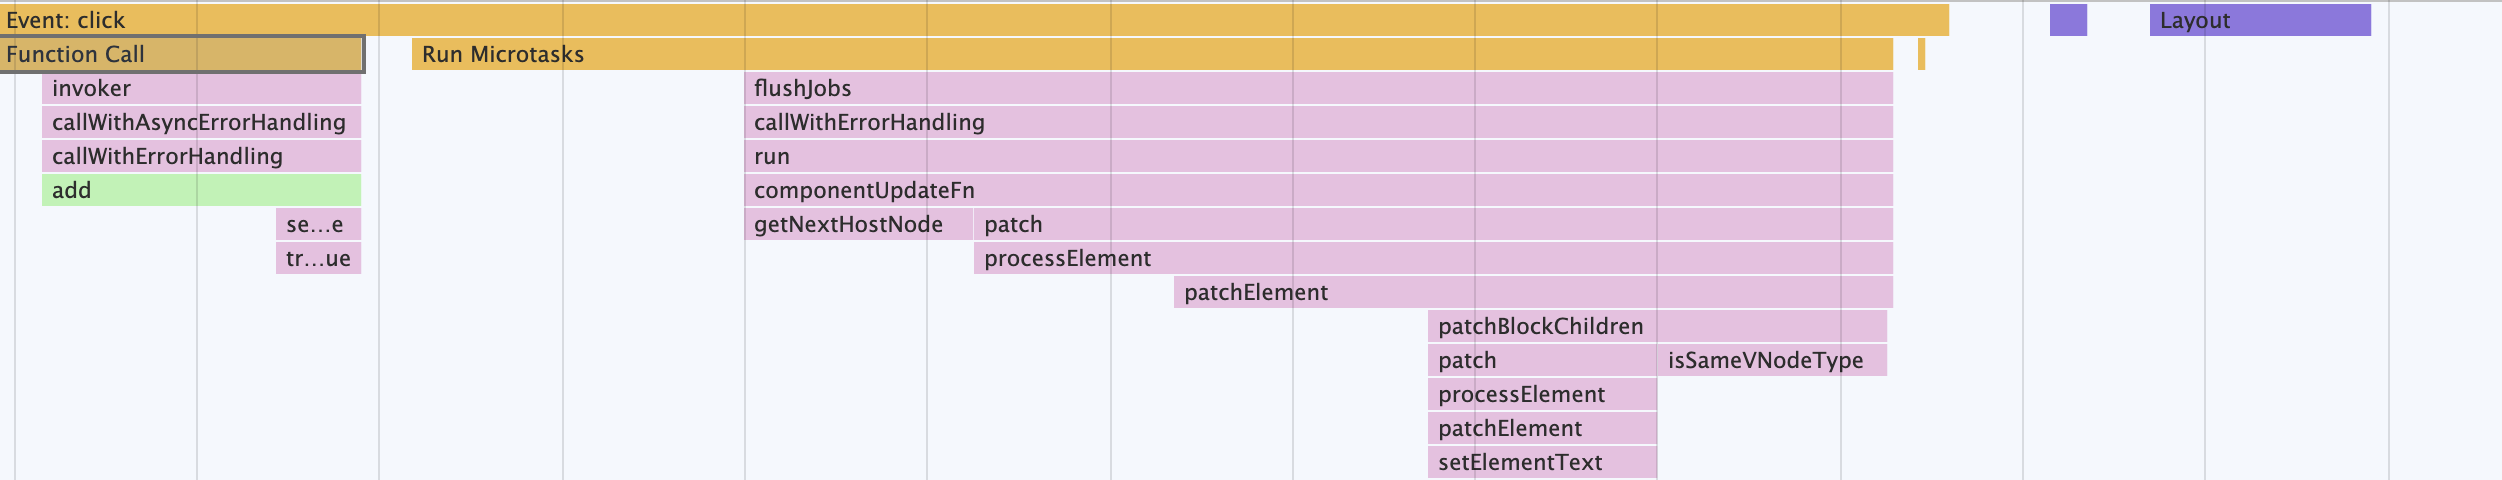 Event: click
Layout
Function Call
Run Microtasks
invoker
flushJobs
callWithAsyncErrorHandling
callWithErrorHandling
callWithErrorHandling
run
add
componentUpdateFn
se...e
getNextHostNode
patch
tr...ue
processElement
patchElement
patchBlockChildren
patch
isSameVNodeType
processElement
patchElement
setElementText